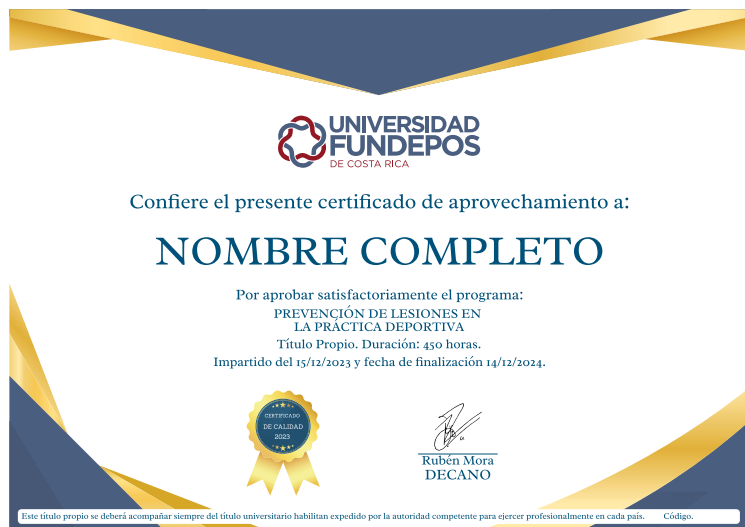 UNIVERSIDAD
FUNDEPOS
DE COSTA RICA
Confiere el presente certificado de aprovechamiento a:
NOMBRE COMPLETO
Por aprobar satisfactoriamente el programa:
PREVENCIÓN DE LESIONES EN
LA PRÁCTICA DEPORTIVA
Título Propio. Duración: 450 horas.
Impartido del 15/12/2023 y fecha de finalización 14/12/2024.
CERTIFICADO
DE CALIDAD
2023
Rubén Mora
DECANO
Este título propio se deberá acompañar siempre del título universitario habilitan expedido por la autoridad competente para ejercer profesionalmente en cada país. Código.